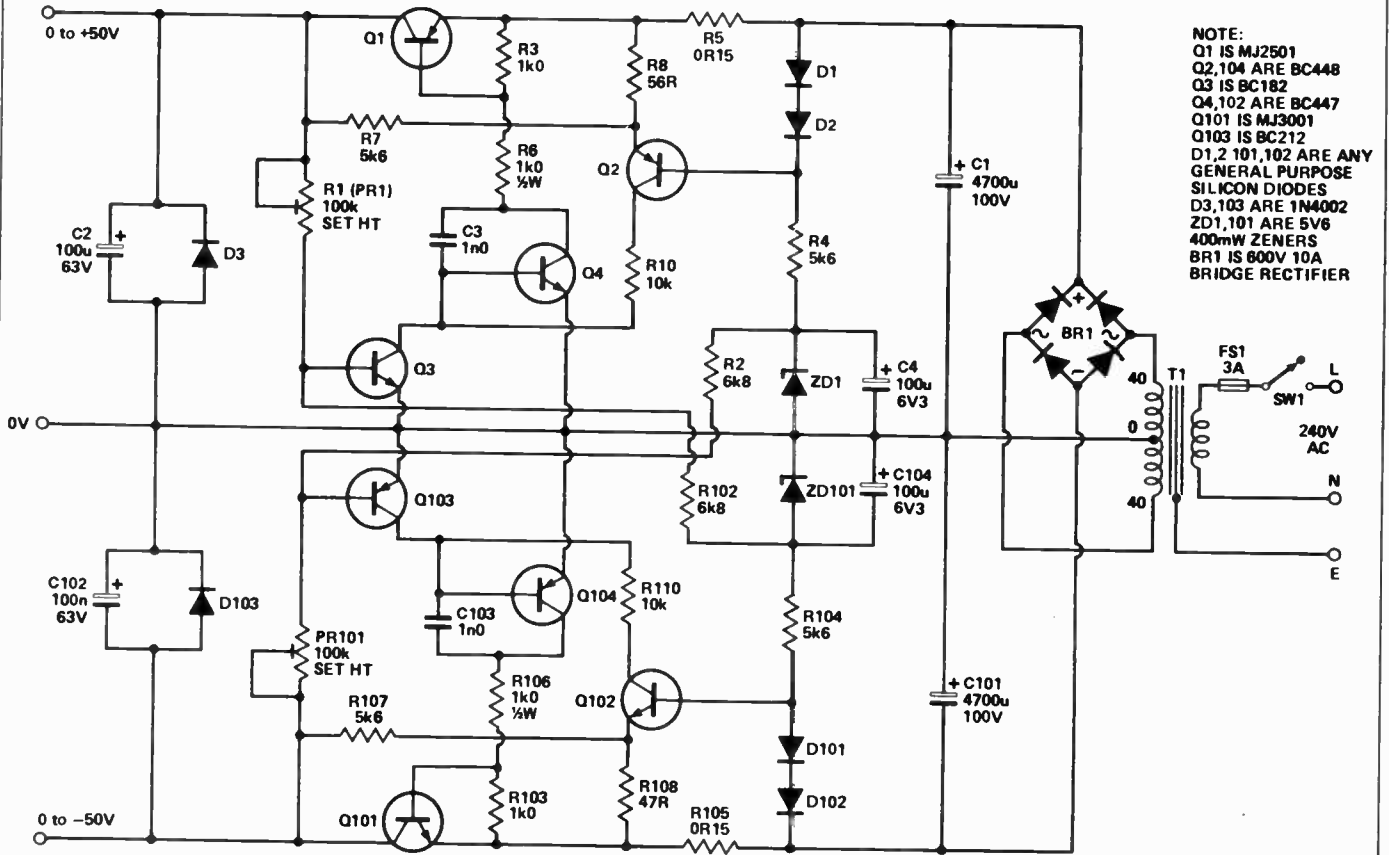 0 to +50V
Q1
R3
1k0
R8
56R
R5
0R15
D1
D2
R7
5k6
R6
1k0
½W
Q2
C1
4700u
100V
+
NOTE:
Q1 IS MJ2501
Q2,104 ARE BC448
Q3 IS BC182
Q4,102 ARE BC447
Q101 IS MJ3001
Q103 IS BC212
D1,2 101,102 ARE ANY
GENERAL PURPOSE
SILICON DIODES
D3,103 ARE 1N4002
ZD1,101 ARE 5V6
400mW ZENERS
BR1 IS 600V 10A
BRIDGE RECTIFIER
R1 (PR1)
100k
SET HT
C2
100u
63V
+
D3
C3
1n0
Q4
R10
10k
R4
5k6
+
~ BR1 ~
−
Q3
R2
6k8
ZD1
+
C4
100u
6V3
40
T1
FS1
3A
L
SW1
0V
0
240V
AC
Q103
R102
6k8
ZD101
+
C104
100u
6V3
40
N
E
C102
100n
63V
+
D103
C103
1n0
Q104
R110
10k
R104
5k6
PR101
100k
SET HT
R106
1k0
½W
Q102
+
C101
4700u
100V
R107
5k6
D101
D102
0 to −50V
Q101
R103
1k0
R108
47R
R105
0R15